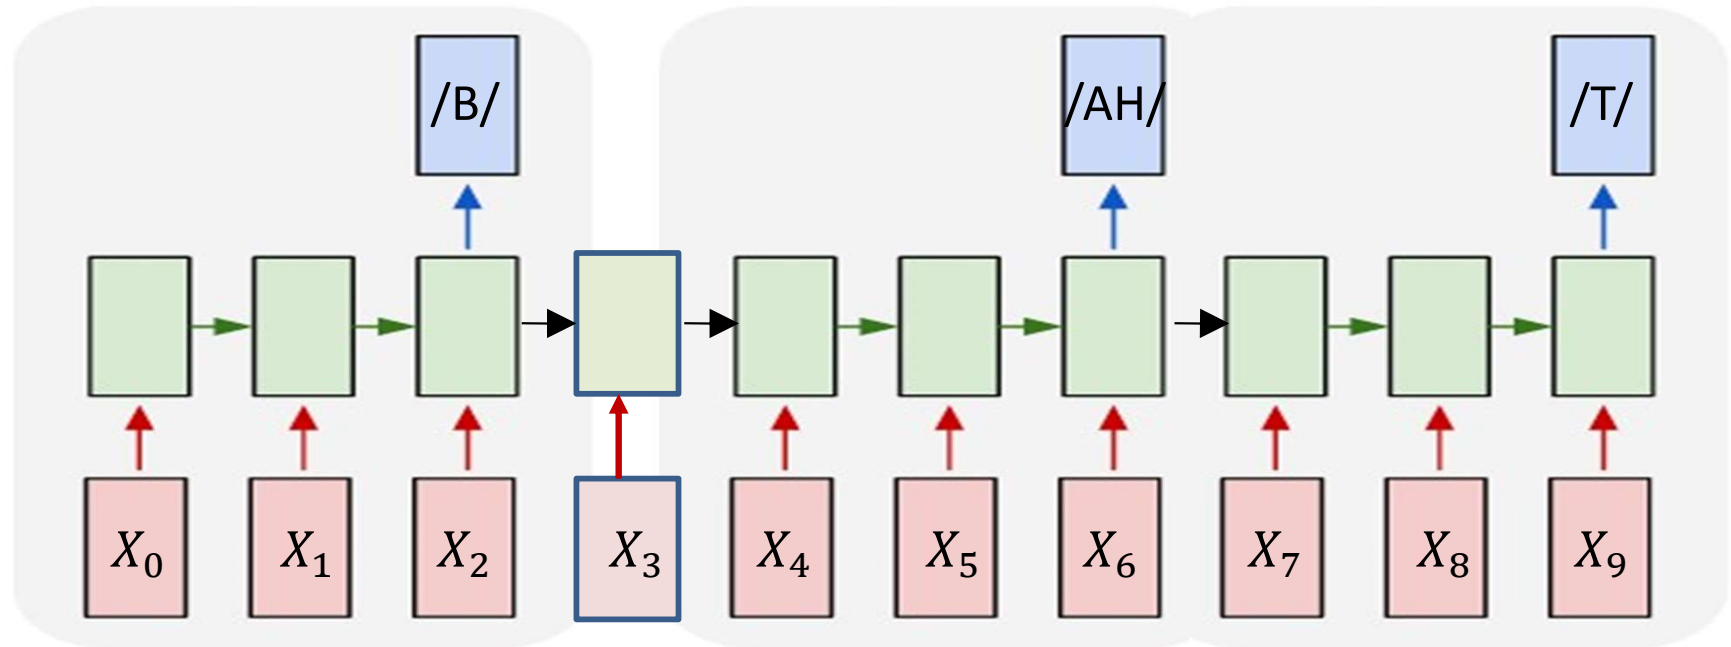 /B/ /AH/ /T/
X₀ X₁ X₂ X₃ X₄ X₅ X₆ X₇ X₈ X₉